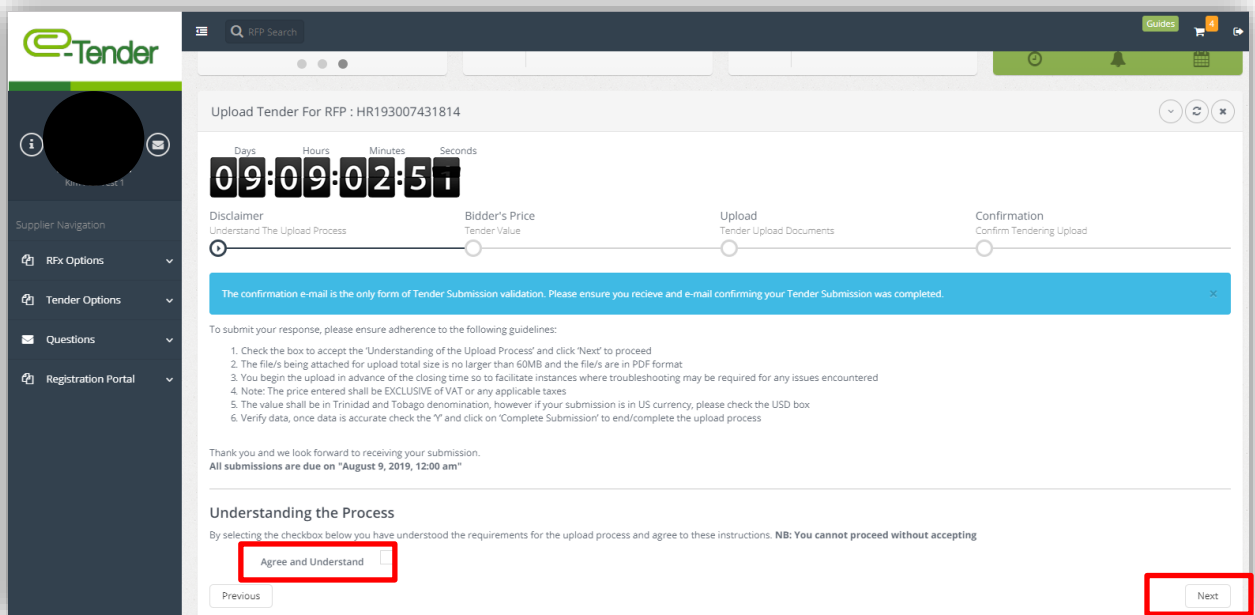 e-Tender
RFP Search
Guides
4
Upload Tender For RFP : HR193007431814
Days Hours Minutes Seconds
09:09:02:51
Supplier Navigation
RFx Options
Tender Options
Questions
Registration Portal
Disclaimer
Understand The Upload Process
Bidder's Price
Tender Value
Upload
Tender Upload Documents
Confirmation
Confirm Tendering Upload
The confirmation e-mail is the only form of Tender Submission validation. Please ensure you recieve and e-mail confirming your Tender Submission was completed.
To submit your response, please ensure adherence to the following guidelines:
1. Check the box to accept the 'Understanding of the Upload Process' and click 'Next' to proceed
2. The file/s being attached for upload total size is no larger than 60MB and the file/s are in PDF format
3. You begin the upload in advance of the closing time so to facilitate instances where troubleshooting may be required for any issues encountered
4. Note: The price entered shall be EXCLUSIVE of VAT or any applicable taxes
5. The value shall be in Trinidad and Tobago denomination, however if your submission is in US currency, please check the USD box
6. Verify data, once data is accurate check the 'Y' and click on 'Complete Submission' to end/complete the upload process
Thank you and we look forward to receiving your submission.
All submissions are due on "August 9, 2019, 12:00 am"
Understanding the Process
By selecting the checkbox below you have understood the requirements for the upload process and agree to these instructions. NB: You cannot proceed without accepting
Agree and Understand
Previous
Next